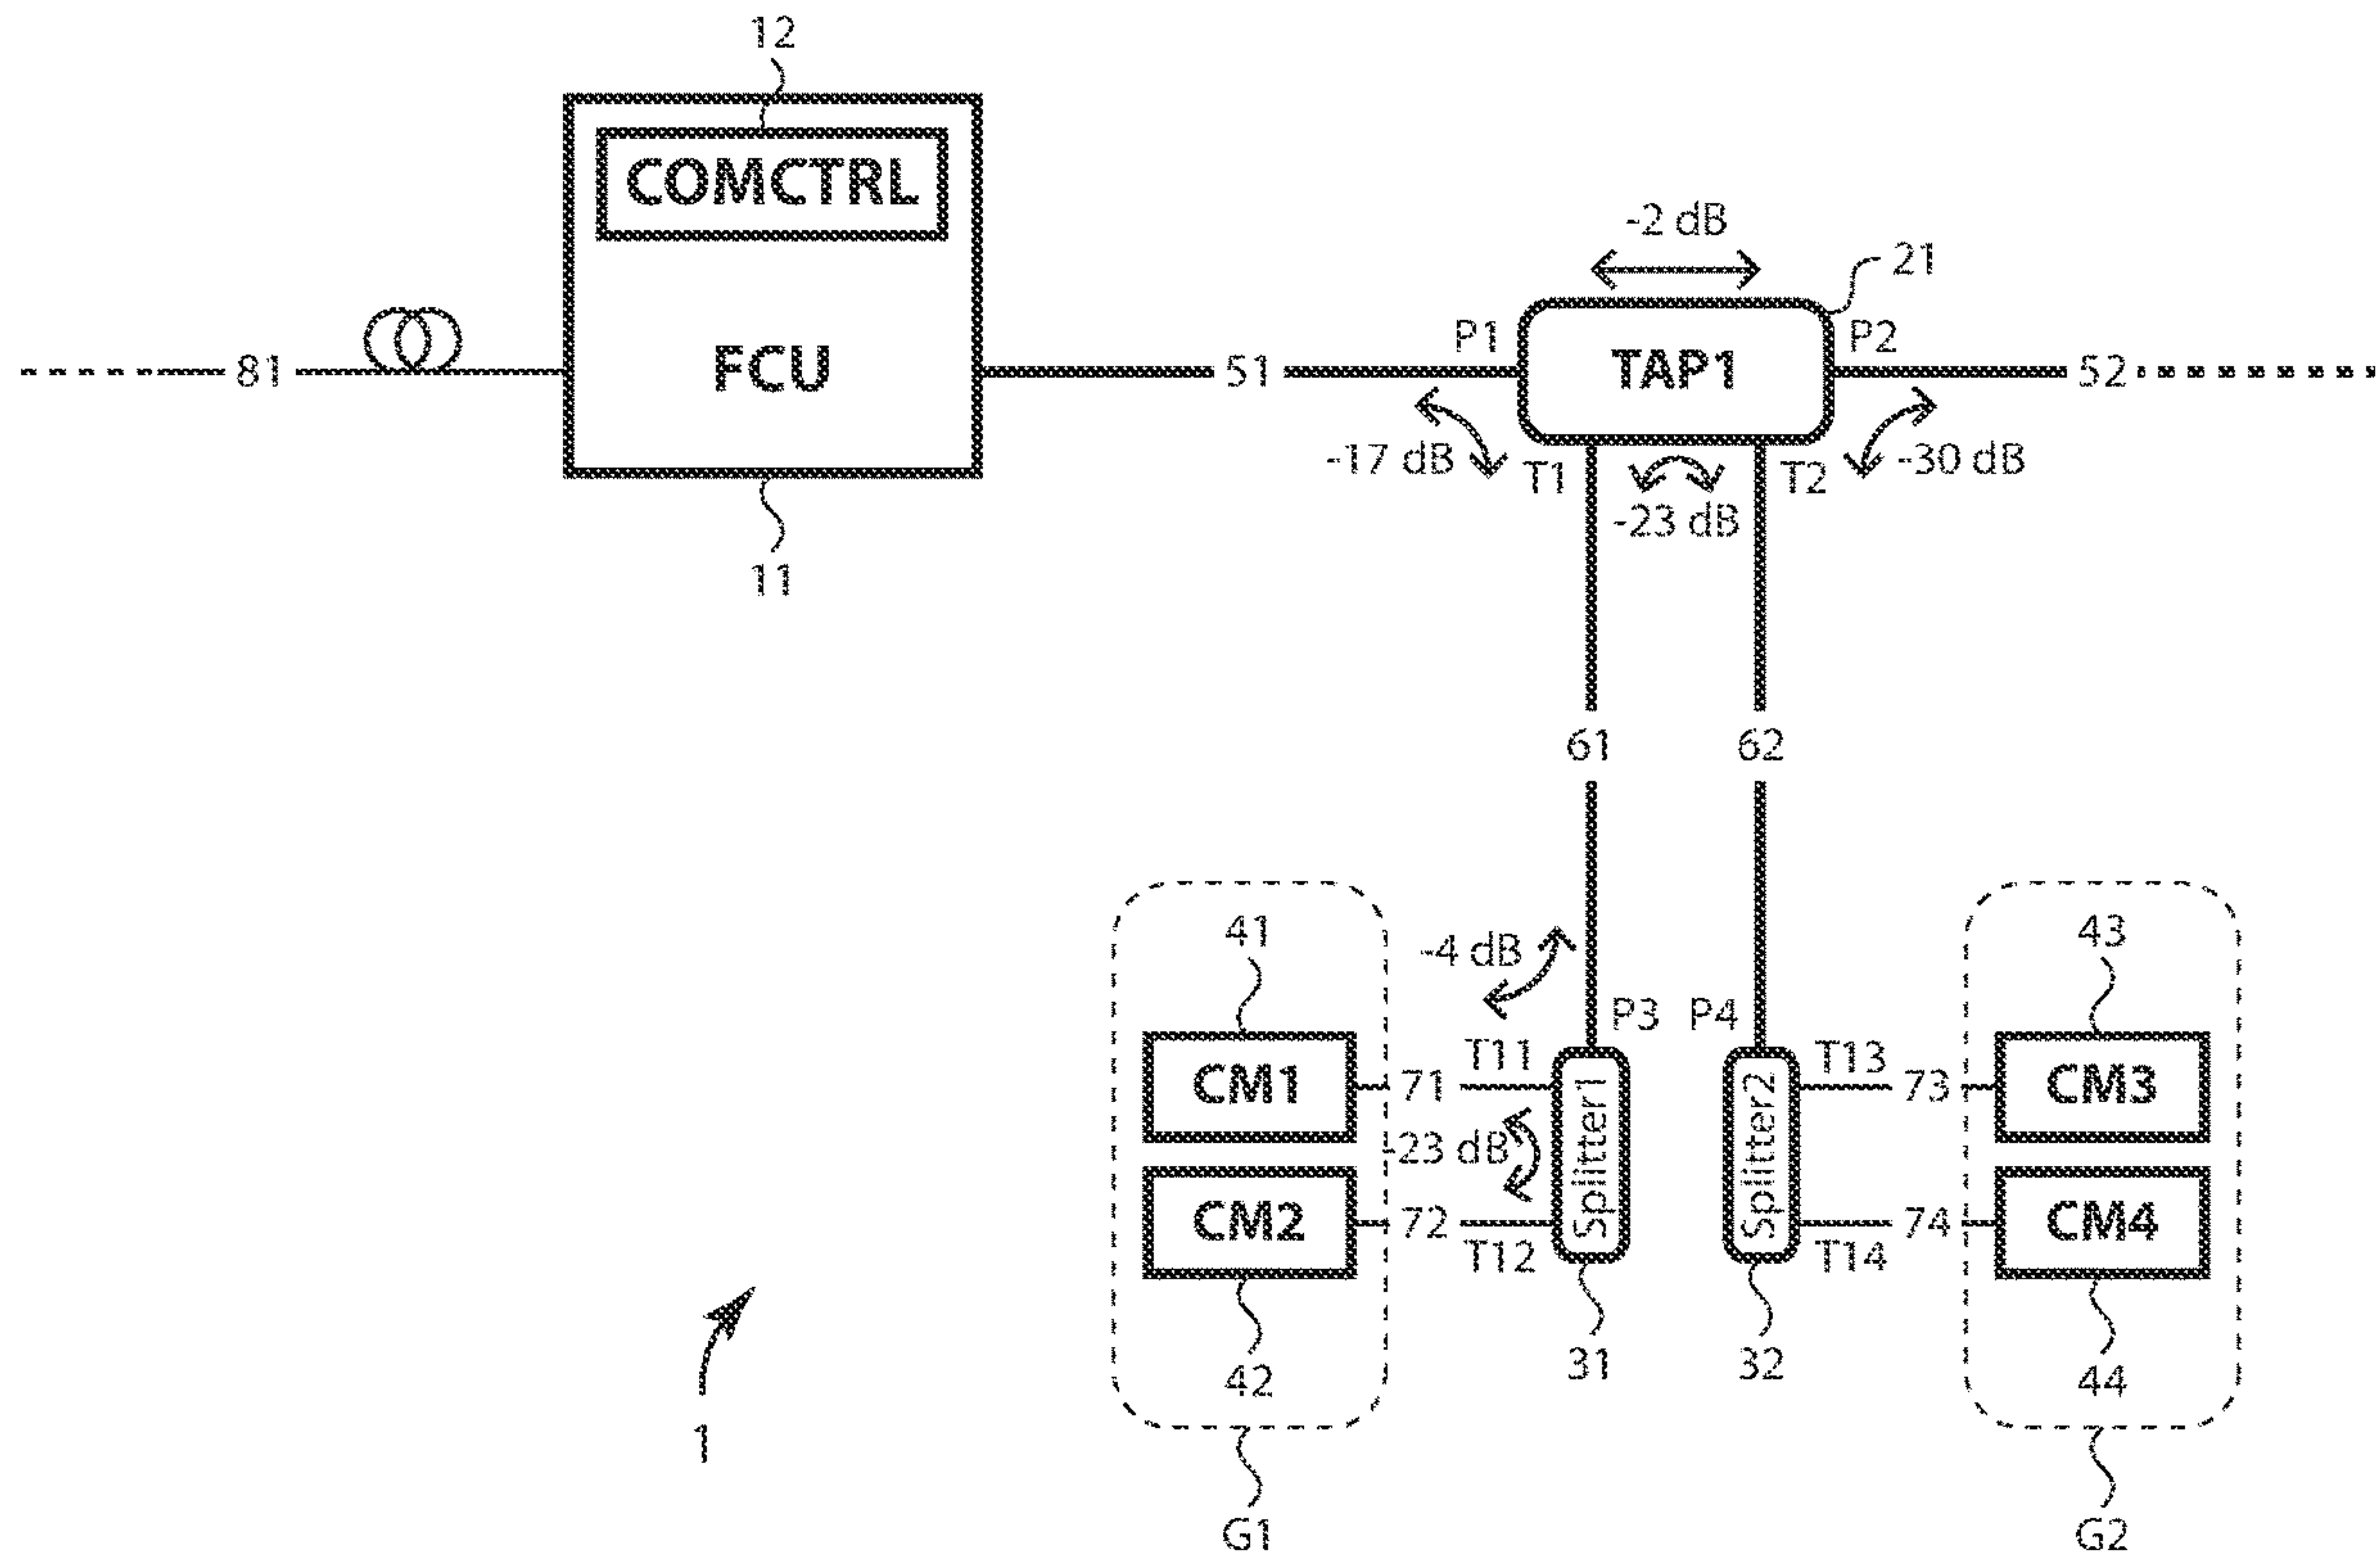 12
COMCTRL
-2 dB
21
P1
P2
81
FCU
51
TAP1
52
-17 dB
T1
T2
-30 dB
-23 dB
11
61
62
41
-4 dB
43
P3
P4
CM1
71
T11
Splitter1
Splitter2
T13
73
CM3
-23 dB
CM2
72
T12
T14
74
CM4
42
31
32
44
1
G1
G2